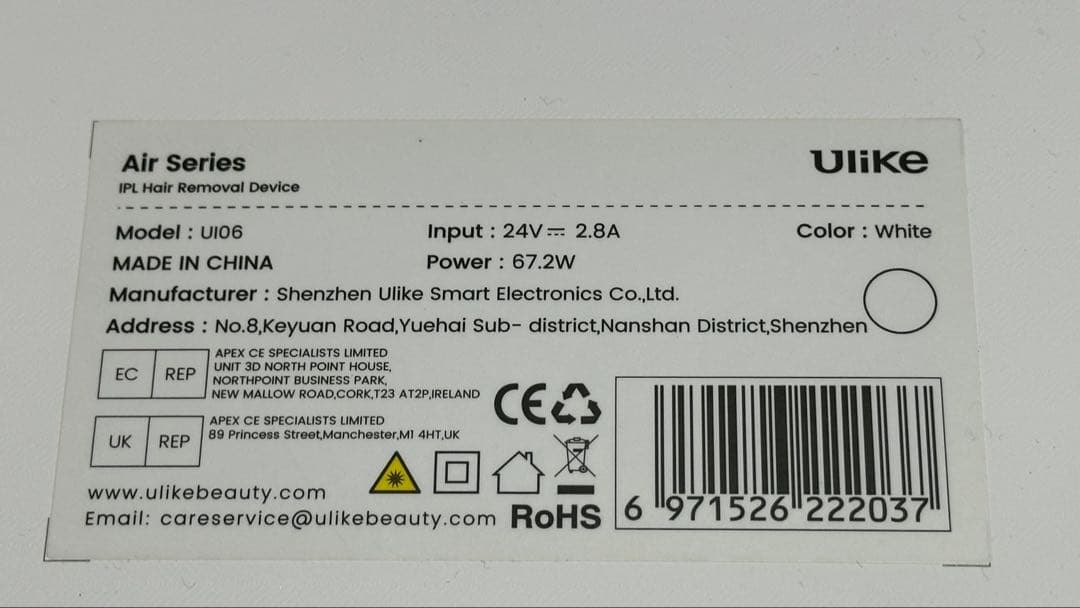 Air Series
Ulike
IPL Hair Removal Device
Model : UI06
Input : 24V⎓ 2.8A
Color : White
MADE IN CHINA
Power : 67.2W
Manufacturer : Shenzhen Ulike Smart Electronics Co.,Ltd.
Address : No.8,Keyuan Road,Yuehai Sub- district,Nanshan District,Shenzhen
EC REP
APEX CE SPECIALISTS LIMITED
UNIT 3D NORTH POINT HOUSE,
NORTHPOINT BUSINESS PARK,
NEW MALLOW ROAD,CORK,T23 AT2P,IRELAND
UK REP
APEX CE SPECIALISTS LIMITED
89 Princess Street,Manchester,M1 4HT,UK
CE
www.ulikebeauty.com
Email: careservice@ulikebeauty.com
RoHS
6 971526 222037